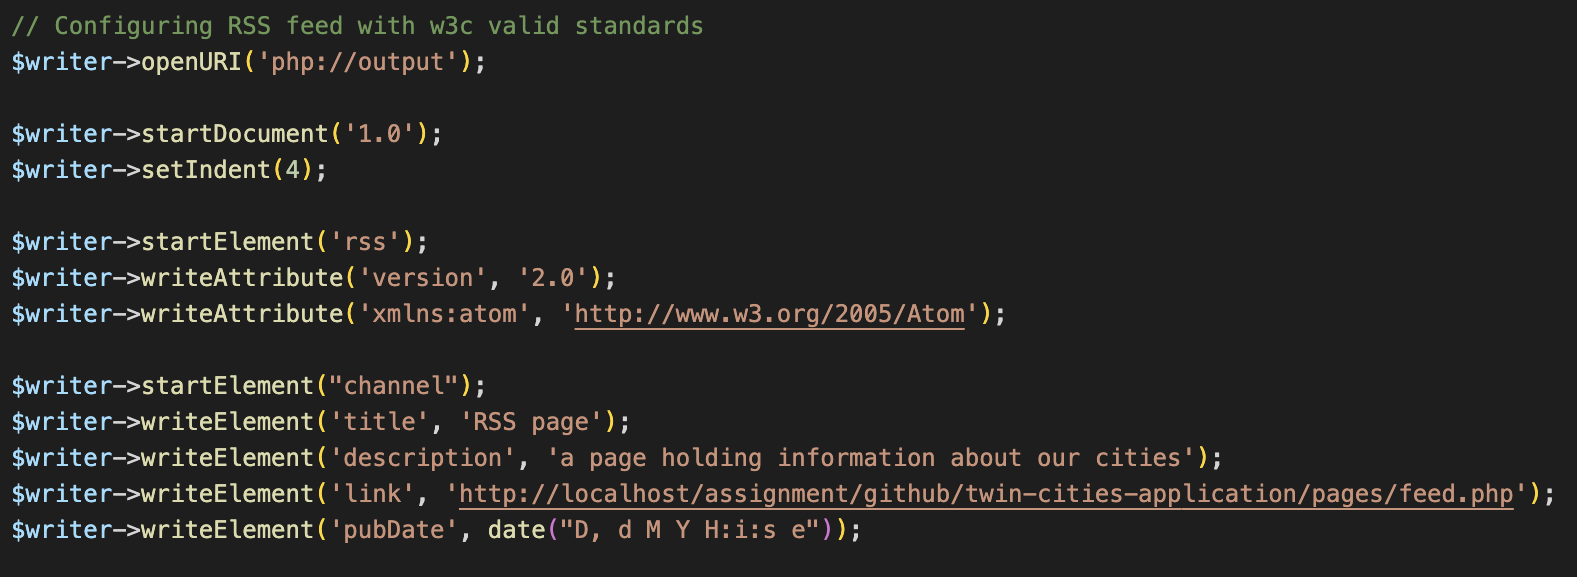 // Configuring RSS feed with w3c valid standards
$writer->openURI('php://output');
$writer->startDocument('1.0');
$writer->setIndent(4);
$writer->startElement('rss');
$writer->writeAttribute('version', '2.0');
$writer->writeAttribute('xmlns:atom', 'http://www.w3.org/2005/Atom');
$writer->startElement("channel");
$writer->writeElement('title', 'RSS page');
$writer->writeElement('description', 'a page holding information about our cities');
$writer->writeElement('link', 'http://localhost/assignment/github/twin-cities-application/pages/feed.php');
$writer->writeElement('pubDate', date("D, d M Y H:i:s e"));